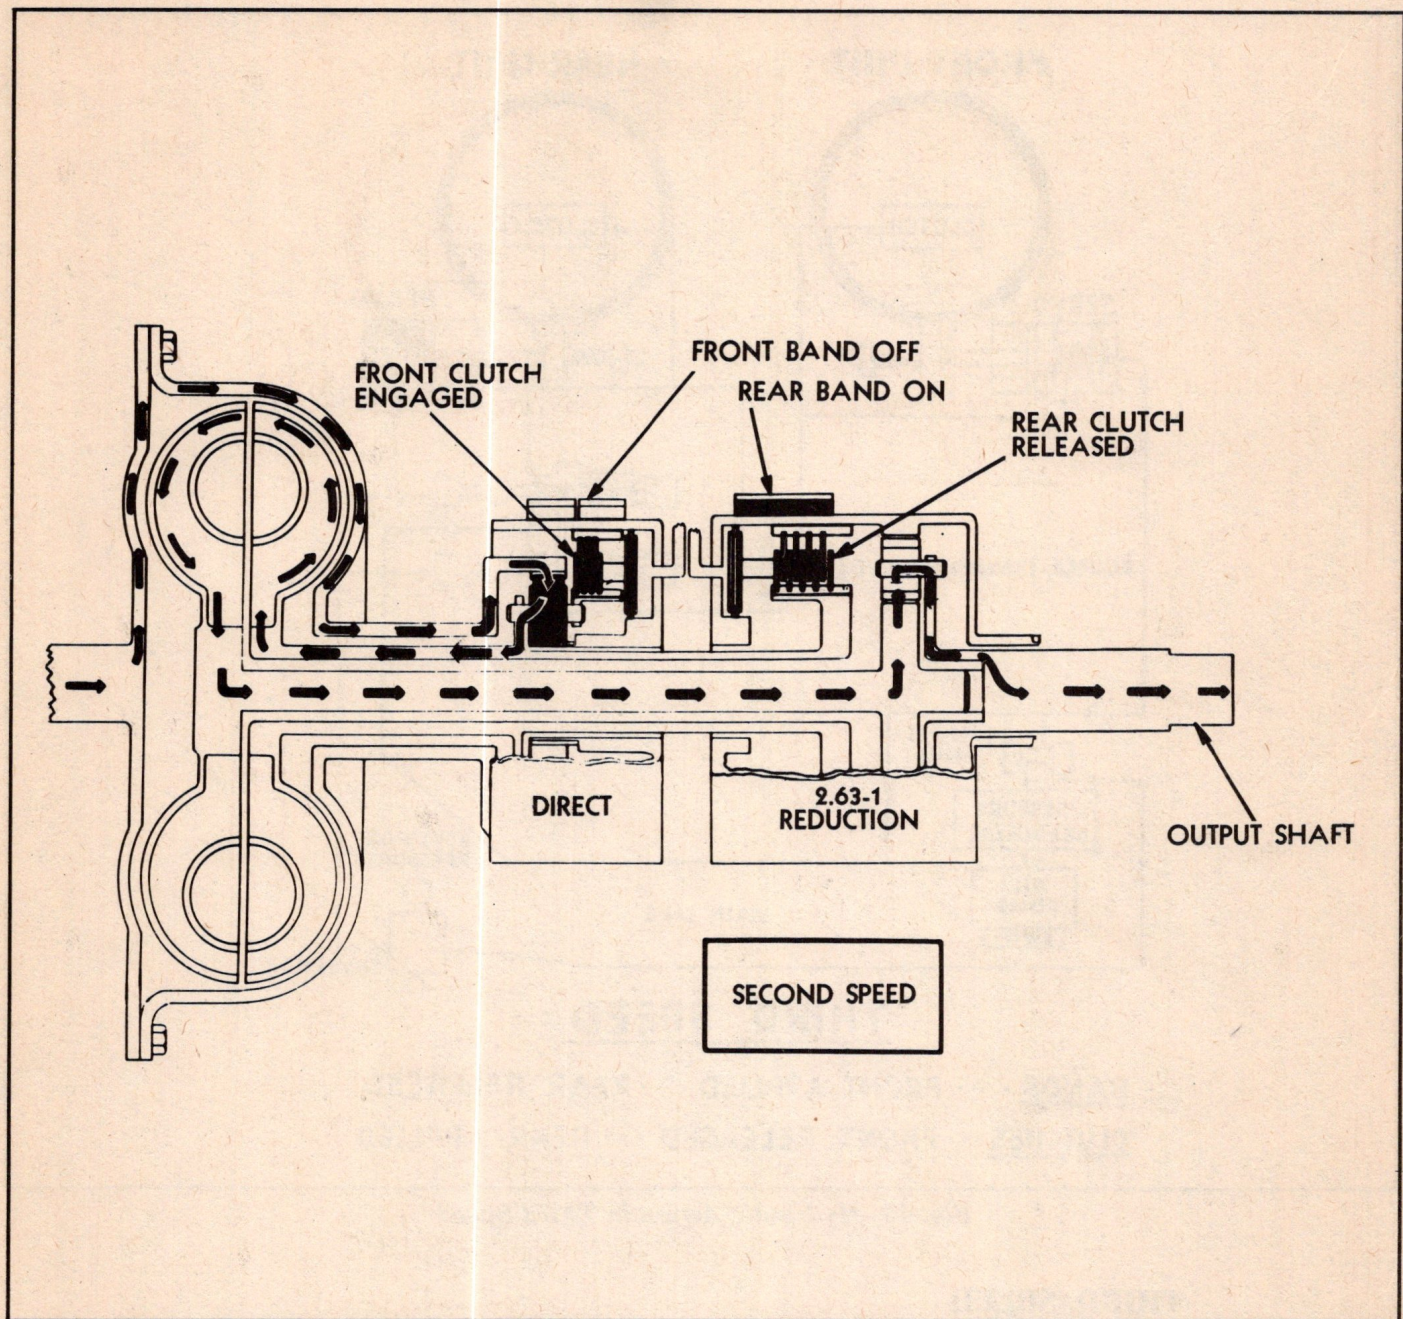 FRONT BAND OFF
FRONT CLUTCH
ENGAGED
REAR BAND ON
REAR CLUTCH
RELEASED
DIRECT
2.63-1
REDUCTION
OUTPUT SHAFT
SECOND SPEED